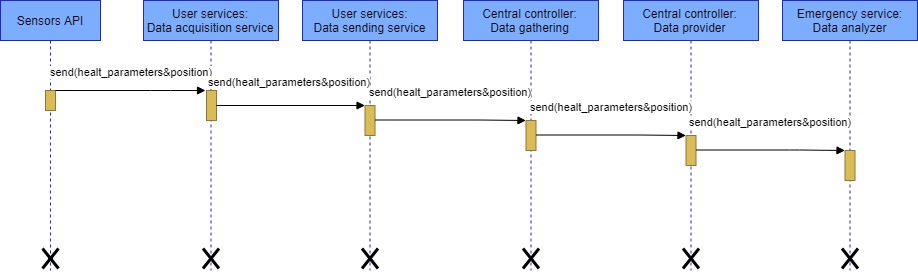 Sensors API
User services:
Data acquisition service
User services:
Data sending service
Central controller:
Data gathering
Central controller:
Data provider
Emergency service:
Data analyzer
send(healt_parameters&position)
send(healt_parameters&position)
send(healt_parameters&position)
send(healt_parameters&position)
send(healt_parameters&position)